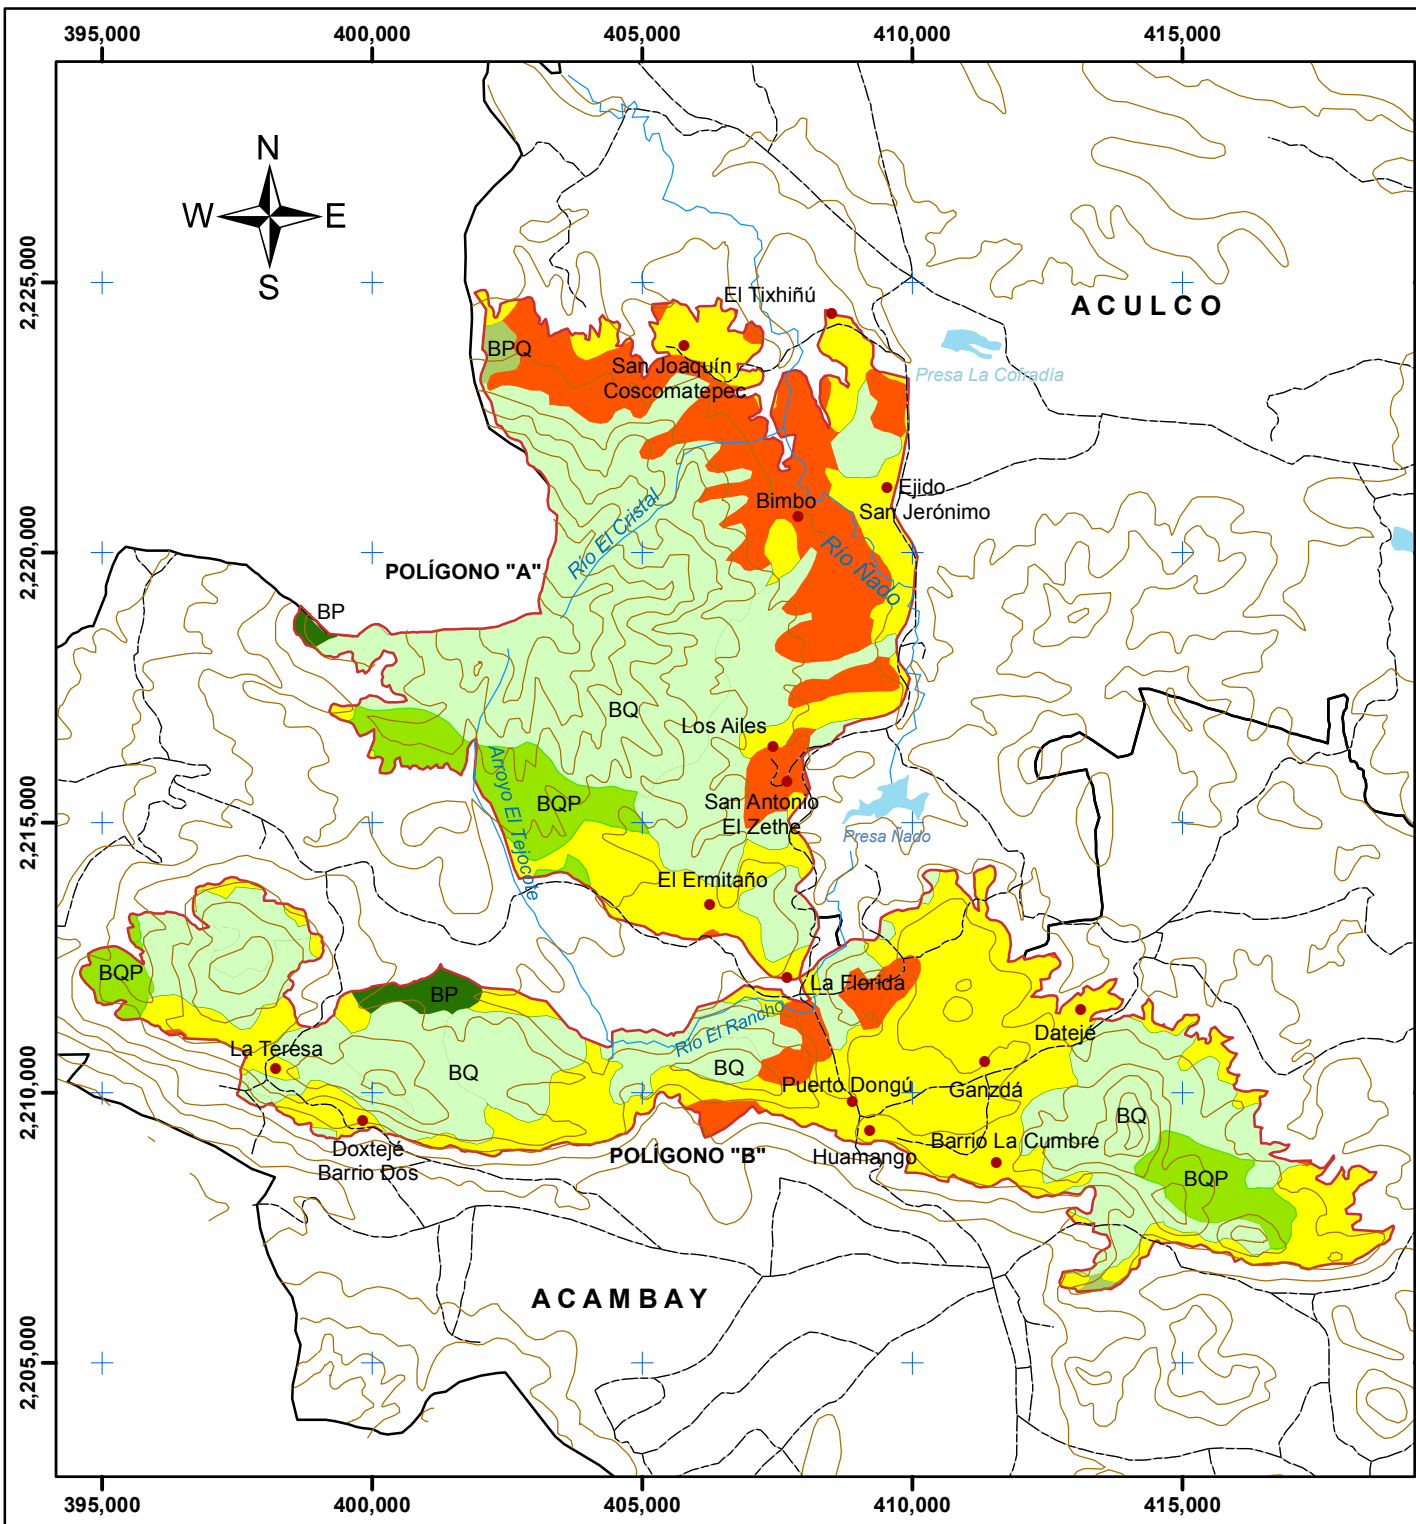 395,000 400,000 405,000 410,000 415,000
N
W E
S
2,225,000
2,220,000
2,215,000
2,210,000
2,205,000
El Tixhiñú
ACULCO
BPQ
San Joaquín
Coscomatepec
Presa La Cofradía
Bimbo
Ejido
San Jerónimo
Río El Cristal
Río Ñado
POLÍGONO "A"
BP
BQ
Los Ailes
Arroyo El Tejocote
BQP
San Antonio
El Zethe
Presa Ñado
El Ermitaño
BQP
BP
La Florida
Río El Rancho
Datejé
La Teresa
BQ
BQ
Puerto Dongú
Ganzdá
BQ
Barrio La Cumbre
Doxtejé
Barrio Dos
POLÍGONO "B"
Huamango
BQP
ACAMBAY
395,000 400,000 405,000 410,000 415,000